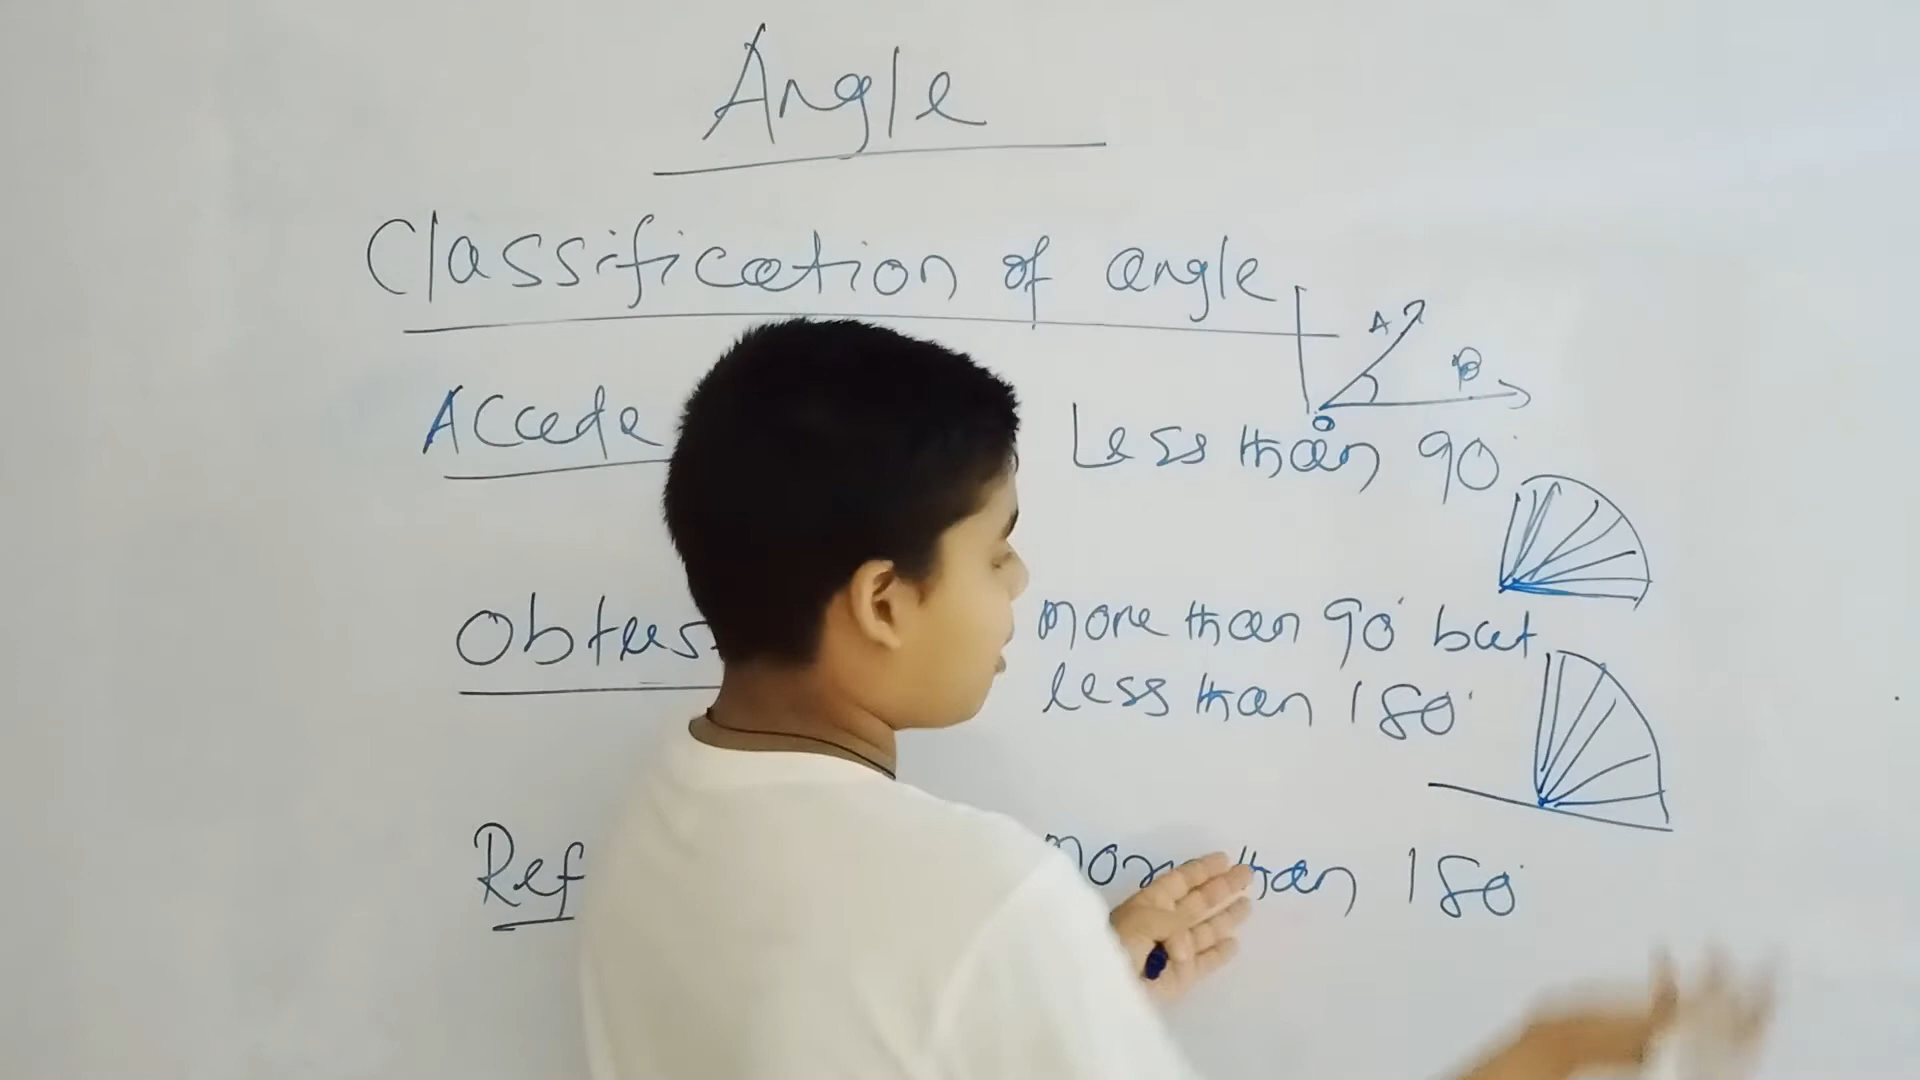 Angle
Classification of angle
A
B
O
Accede
Less than 90°
Obtus
more than 90° but
less than 180°
Ref
more than 180°